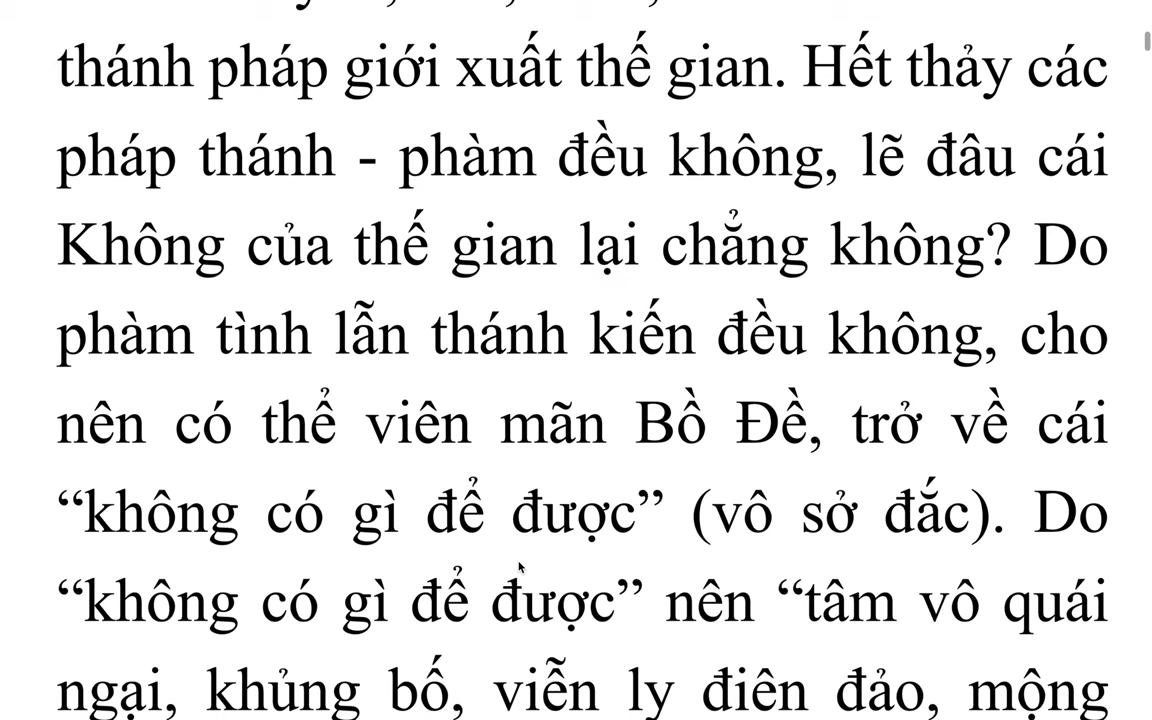 thánh pháp giới xuất thế gian. Hết thảy các
pháp thánh - phàm đều không, lẽ đâu cái
Không của thế gian lại chẳng không? Do
phàm tình lẫn thánh kiến đều không, cho
nên có thể viên mãn Bồ Đề, trở về cái
“không có gì để được” (vô sở đắc). Do
“không có gì để được” nên “tâm vô quái
ngại, khủng bố, viễn ly điên đảo, mộng